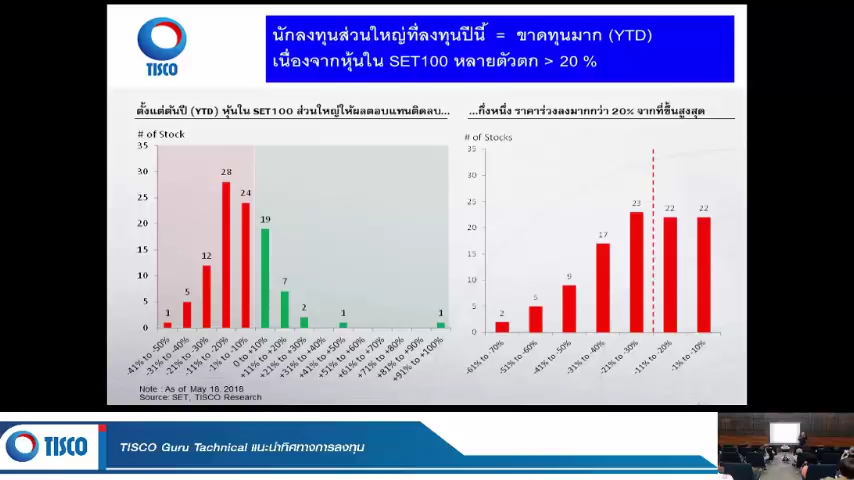 TISCO
นักลงทุนส่วนใหญ่ที่ลงทุนปีนี้ = ขาดทุนมาก (YTD)
เนื่องจากหุ้นใน SET100 หลายตัวตก > 20 %
ตั้งแต่ต้นปี (YTD) หุ้นใน SET100 ส่วนใหญ่ให้ผลตอบแทนติดลบ...
# of Stock
35
30
25
20
15
10
5
0
1
5
12
28
24
19
7
2
1
1
-41% to -50%
-31% to -40%
-21% to -30%
-11% to -20%
-1% to -10%
0 to +10%
+11% to +20%
+21% to +30%
+31% to +40%
+41% to +50%
+51% to +60%
+61% to +70%
+71% to +80%
+81% to +90%
+91% to +100%
Note : As of May 18, 2018
Source: SET, TISCO Research
...กึ่งหนึ่ง ราคาร่วงลงมากกว่า 20% จากที่ขึ้นสูงสุด
# of Stocks
35
30
25
20
15
10
5
0
2
5
9
17
23
22
22
-61% to -70%
-51% to -60%
-41% to -50%
-31% to -40%
-21% to -30%
-11% to -20%
-1% to -10%
TISCO
TISCO Guru Tachnical แนะนำทิศทางการลงทุน